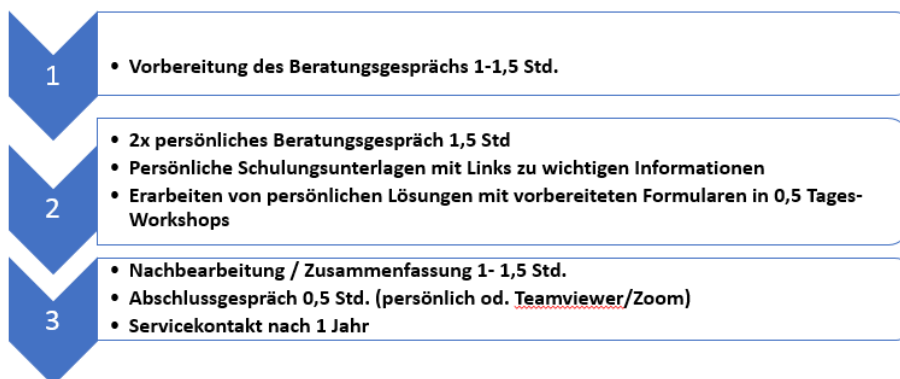 1
• Vorbereitung des Beratungsgesprächs 1-1,5 Std.
2
• 2x persönliches Beratungsgespräch 1,5 Std
• Persönliche Schulungsunterlagen mit Links zu wichtigen Informationen
• Erarbeiten von persönlichen Lösungen mit vorbereiteten Formularen in 0,5 Tages-
Workshops
3
• Nachbearbeitung / Zusammenfassung 1- 1,5 Std.
• Abschlussgespräch 0,5 Std. (persönlich od. Teamviewer/Zoom)
• Servicekontakt nach 1 Jahr